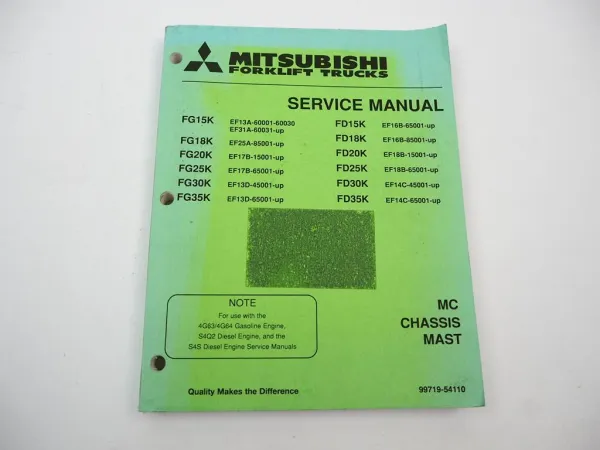 MITSUBISHI
FORKLIFT TRUCKS
SERVICE MANUAL
FG15K EF13A-60001-60030
EF31A-60031-up
FG18K EF25A-85001-up
FG20K EF17B-15001-up
FG25K EF17B-65001-up
FG30K EF13D-45001-up
FG35K EF13D-65001-up
FD15K EF16B-65001-up
FD18K EF16B-85001-up
FD20K EF18B-15001-up
FD25K EF18B-65001-up
FD30K EF14C-45001-up
FD35K EF14C-65001-up
NOTE
For use with the
4G63/4G64 Gasoline Engine,
S4Q2 Diesel Engine, and the
S4S Diesel Engine Service Manuals
MC
CHASSIS
MAST
Quality Makes the Difference
99719-54110